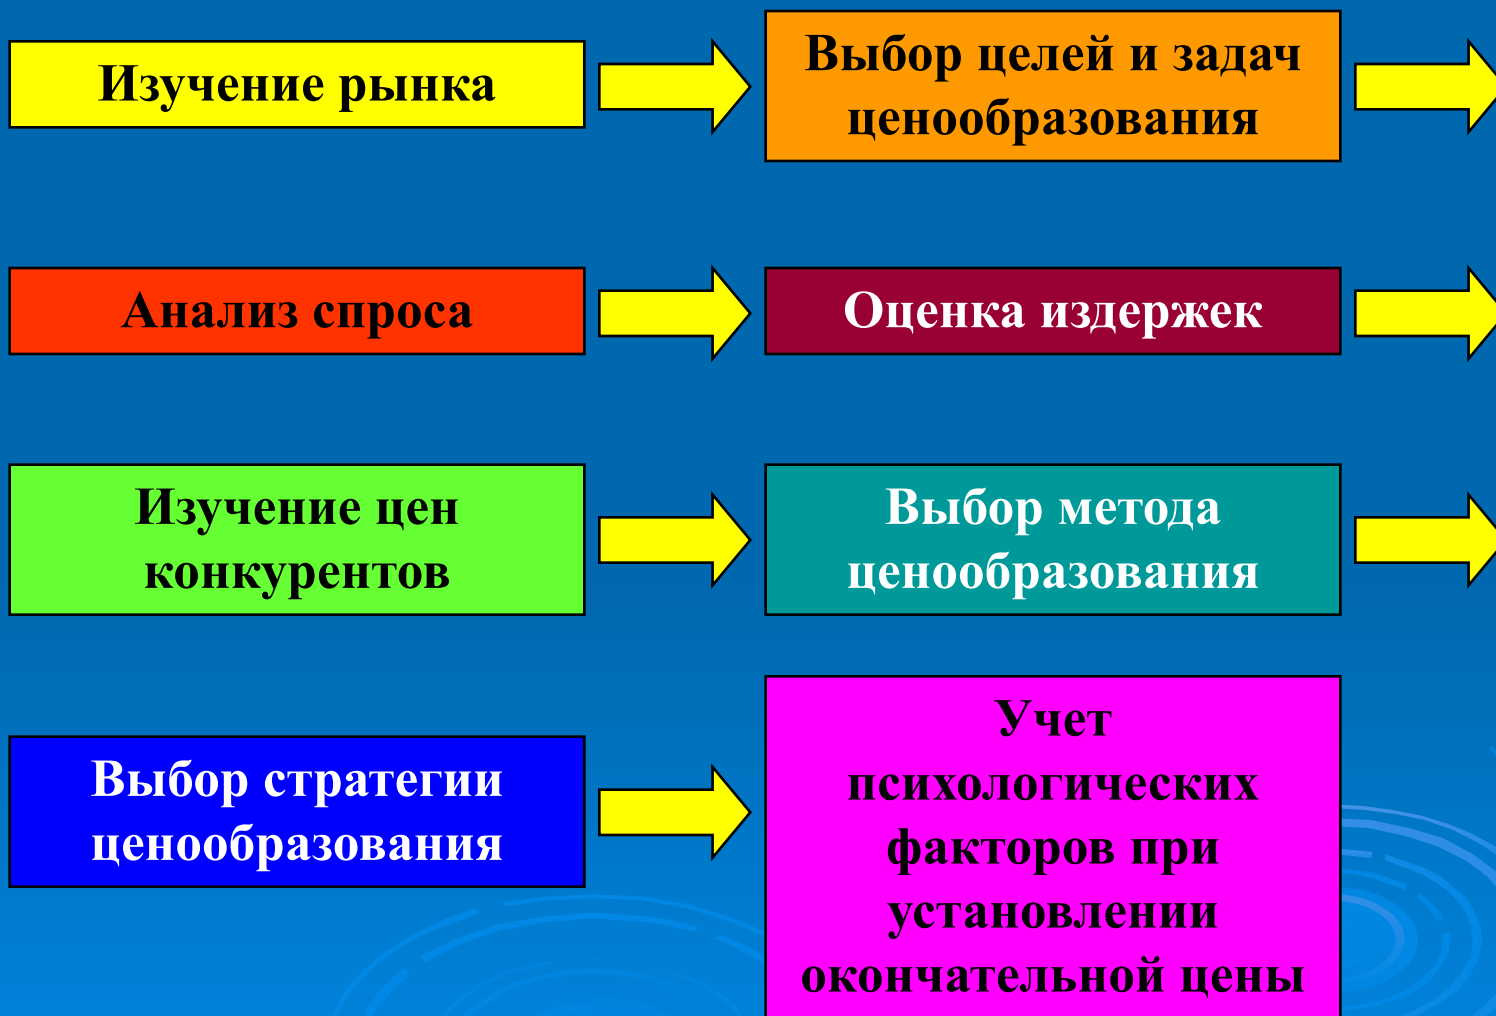 Изучение рынка
Выбор целей и задач
ценообразования
Анализ спроса
Оценка издержек
Изучение цен
конкурентов
Выбор метода
ценообразования
Выбор стратегии
ценообразования
Учет
психологических
факторов при
установлении
окончательной цены